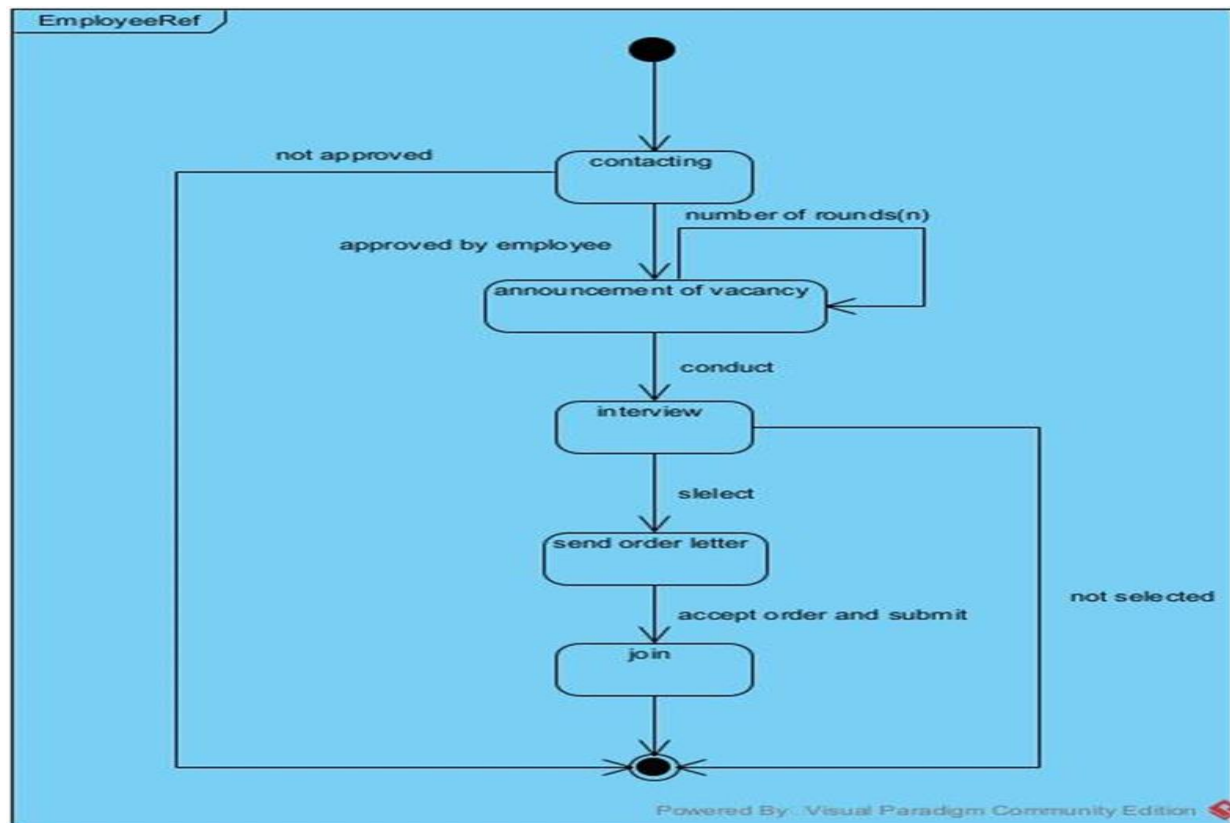 EmployeeRef
not approved
contacting
number of rounds(n)
approved by employee
announcement of vacancy
conduct
interview
slelect
send order letter
not selected
accept order and submit
join
Powered By Visual Paradigm Community Edition